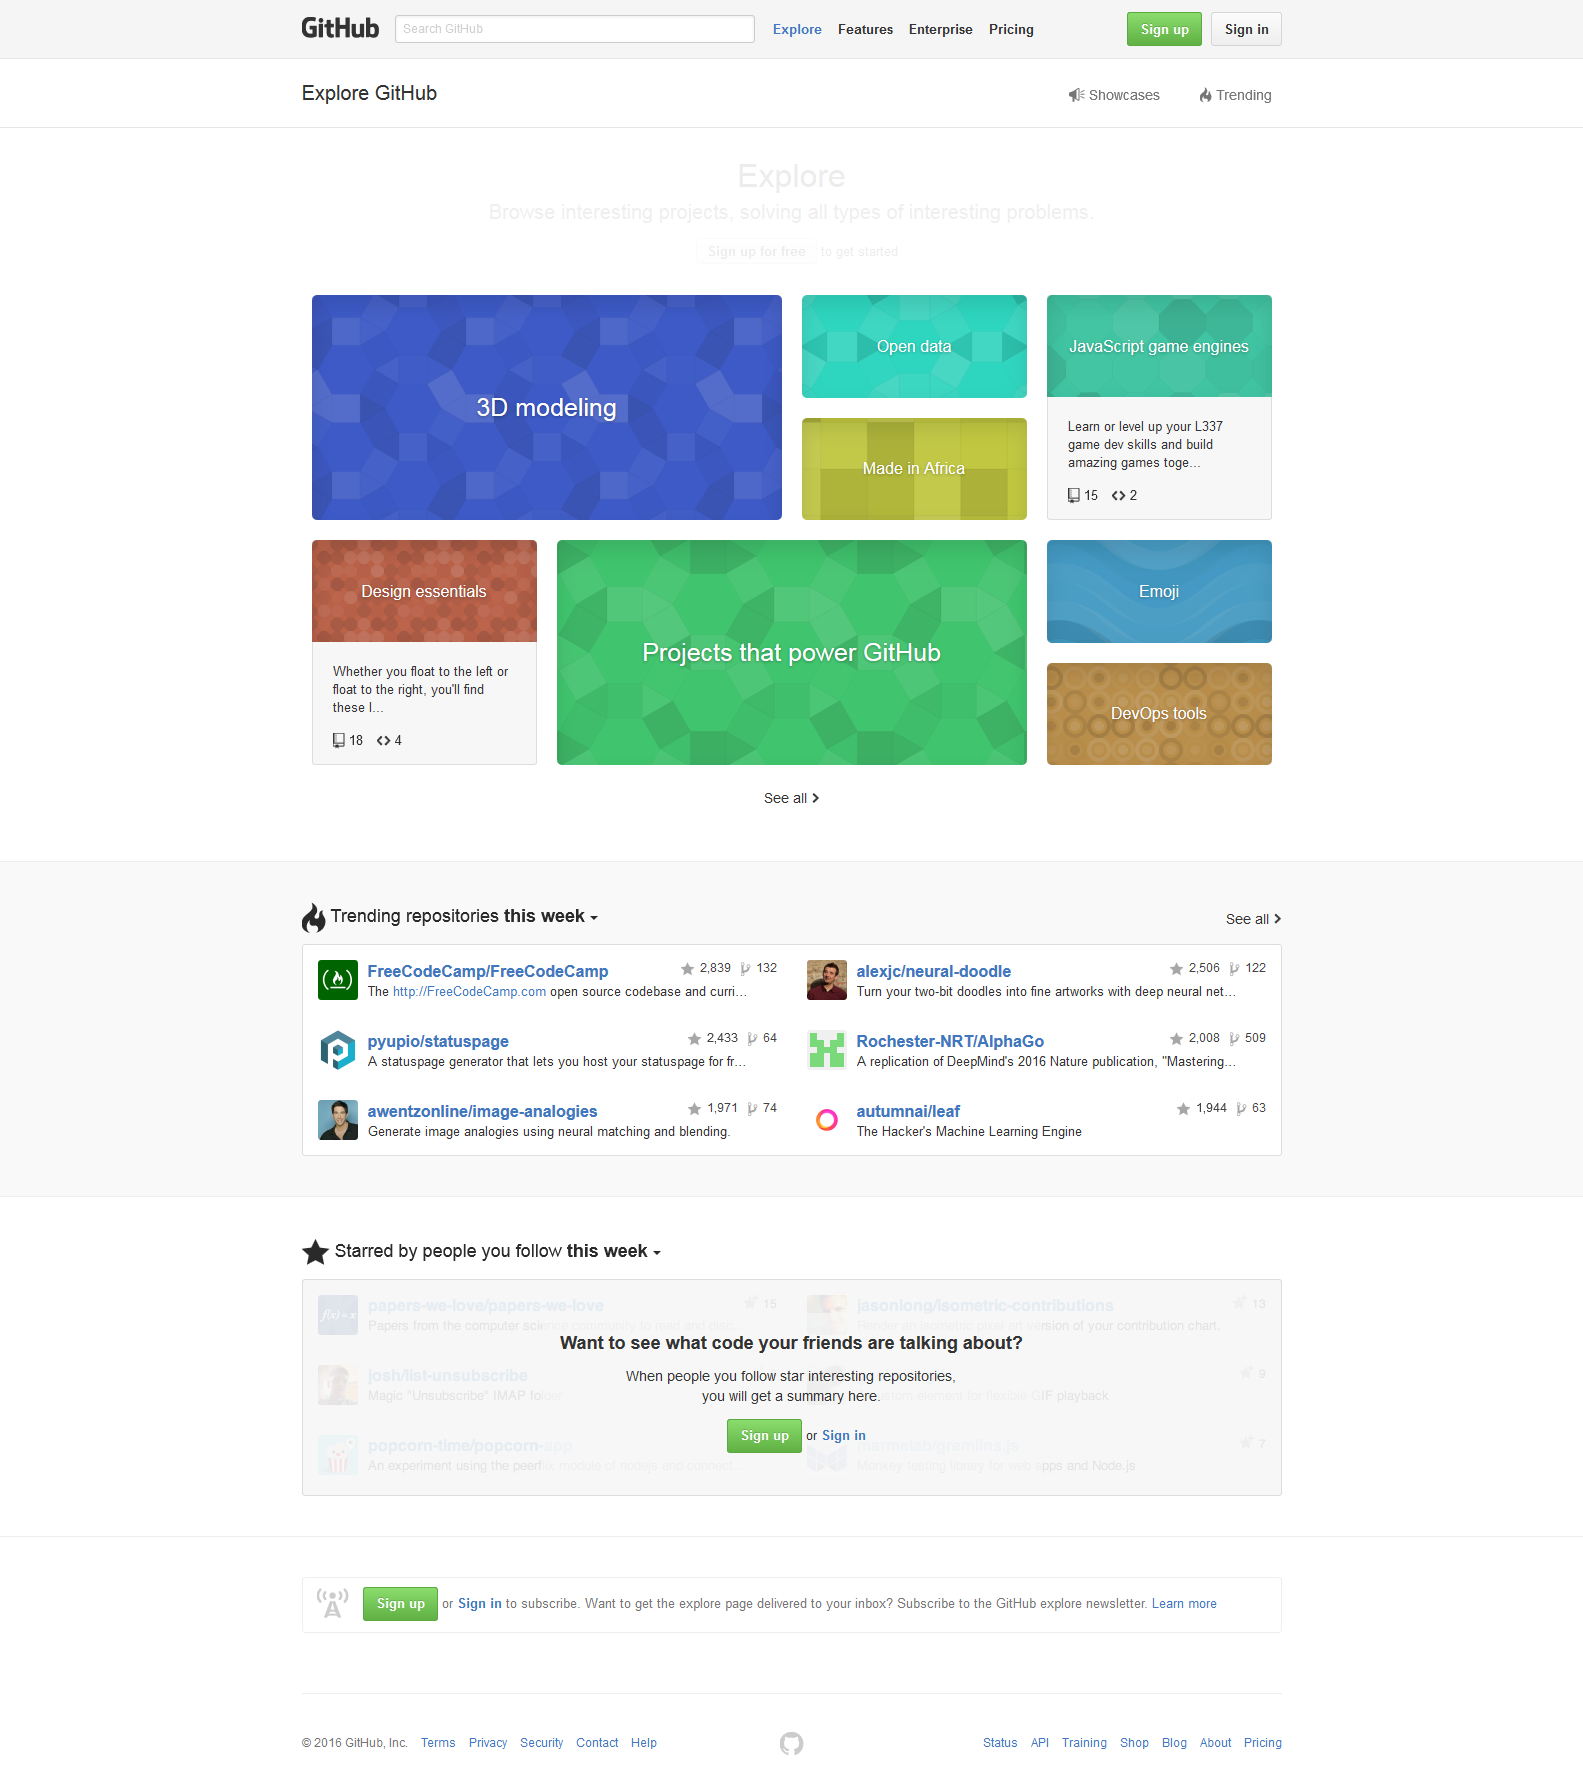 GitHub
Search GitHub
Explore Features Enterprise Pricing
Sign up Sign in
Explore GitHub
Showcases Trending
Explore
Browse interesting projects, solving all types of interesting problems.
Sign up for free to get started
3D modeling
Open data
JavaScript game engines
Learn or level up your L337
game dev skills and build
amazing games toge...
15 2
Made in Africa
Design essentials
Whether you float to the left or
float to the right, you'll find
these l...
18 4
Projects that power GitHub
Emoji
DevOps tools
See all
Trending repositories this week
See all
FreeCodeCamp/FreeCodeCamp 2,839 132
The http://FreeCodeCamp.com open source codebase and curri...
alexjc/neural-doodle 2,506 122
Turn your two-bit doodles into fine artworks with deep neural net...
pyupio/statuspage 2,433 64
A statuspage generator that lets you host your statuspage for fr...
Rochester-NRT/AlphaGo 2,008 509
A replication of DeepMind's 2016 Nature publication, "Mastering...
awentzonline/image-analogies 1,971 74
Generate image analogies using neural matching and blending.
autumnai/leaf 1,944 63
The Hacker's Machine Learning Engine
Starred by people you follow this week
papers-we-love/papers-we-love 15
Papers from the computer science community to read and disc...
jasonlong/isometric-contributions 13
Render an isometric pixel an version of your contribution chart.
Want to see what code your friends are talking about?
josh/list-unsubscribe
Magic "Unsubscribe" IMAP folder
9
custom element for flexible GIF playback
When people you follow star interesting repositories,
you will get a summary here.
Sign up or Sign in
popcorn-time/popcorn-app
An experiment using the peerflix module of nodejs and connect...
marmelab/gremlins.js 7
Monkey testing library for web apps and Node.js
Sign up or Sign in to subscribe. Want to get the explore page delivered to your inbox? Subscribe to the GitHub explore newsletter. Learn more
© 2016 GitHub, Inc. Terms Privacy Security Contact Help
Status API Training Shop Blog About Pricing